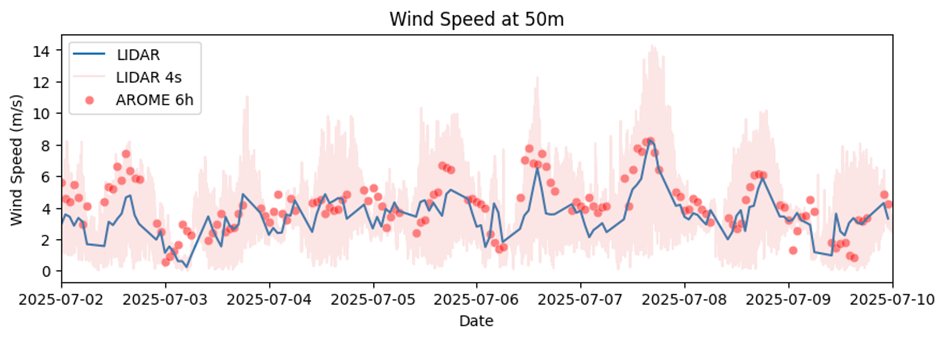 Wind Speed at 50m
LIDAR
LIDAR 4s
AROME 6h
Wind Speed (m/s)
14
12
10
8
6
4
2
0
2025-07-02 2025-07-03 2025-07-04 2025-07-05 2025-07-06 2025-07-07 2025-07-08 2025-07-09 2025-07-10
Date